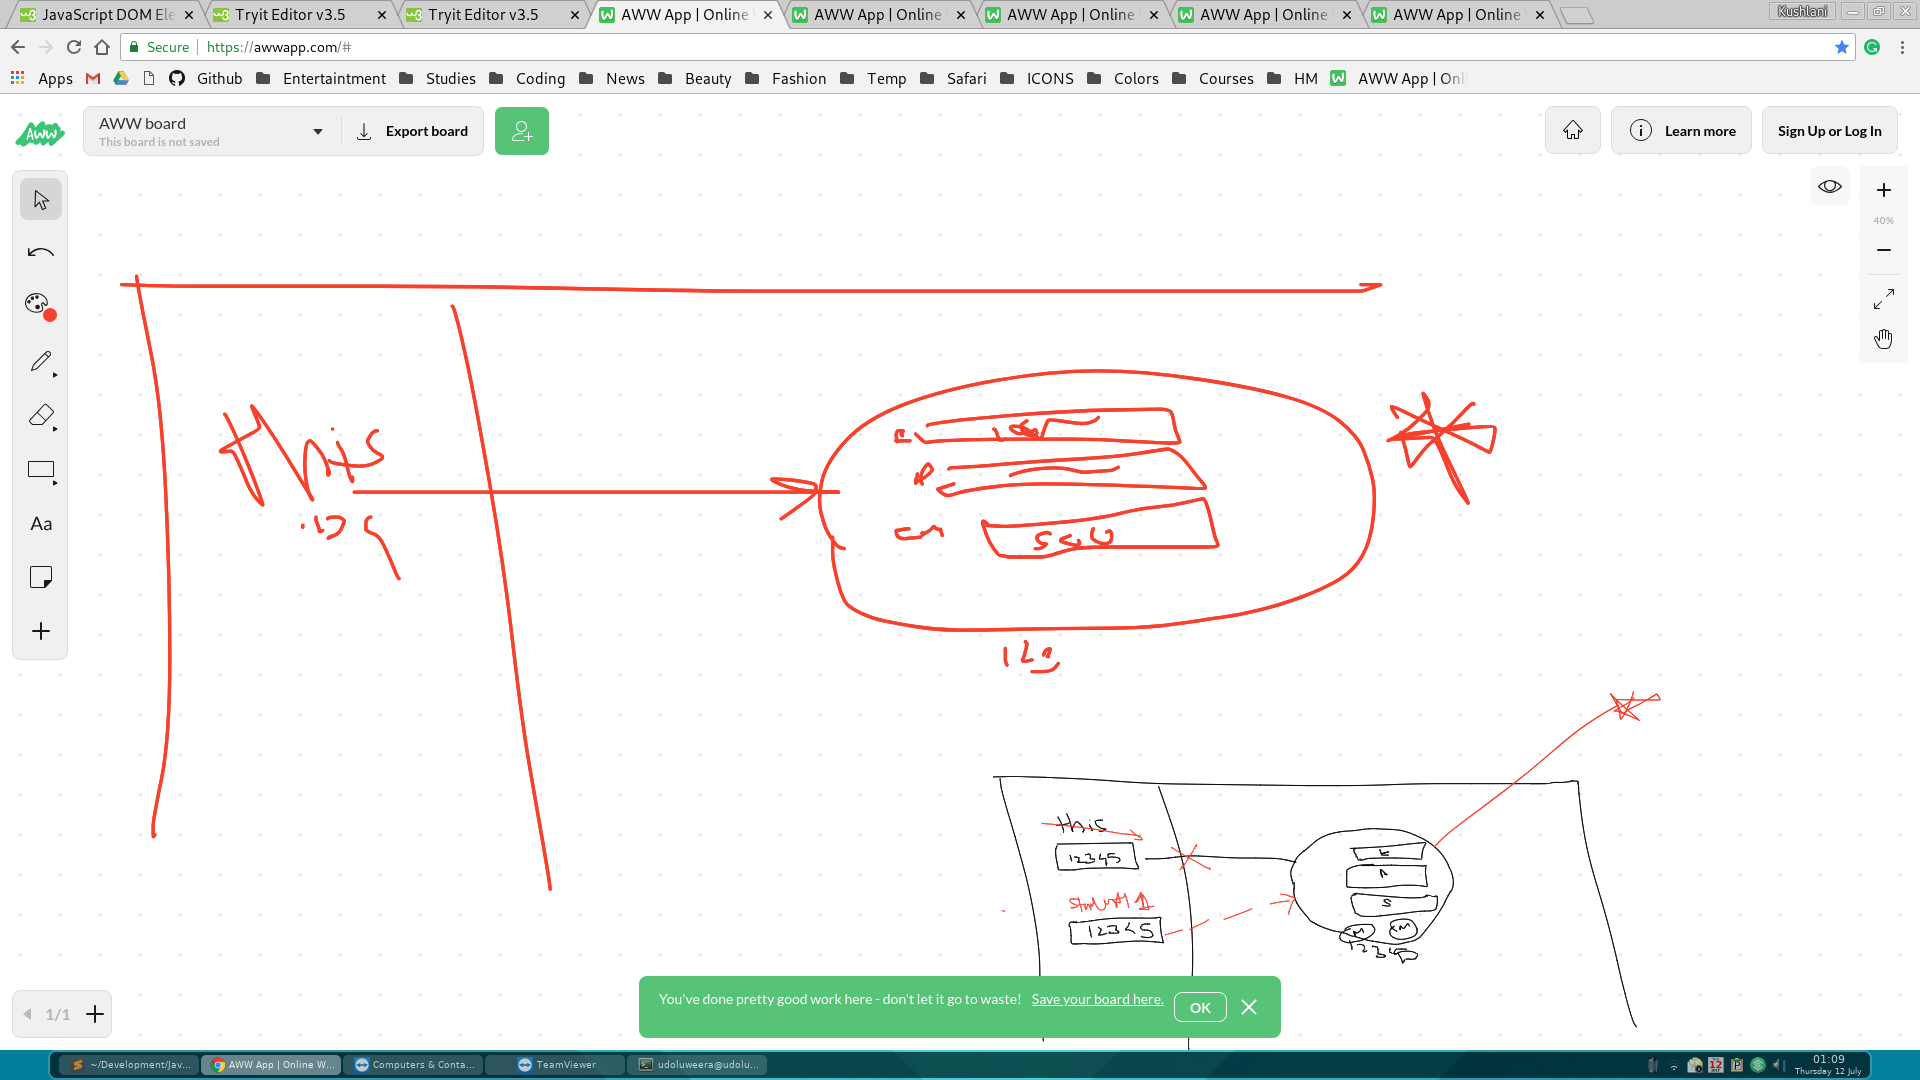 JavaScript DOM Ele
Tryit Editor v3.5
Tryit Editor v3.5
AWW App | Online
AWW App | Online
AWW App | Online
AWW App | Online
AWW App | Online
Kushlani
Secure
https://awwapp.com/#
Apps
Github
Entertaintment
Studies
Coding
News
Beauty
Fashion
Temp
Safari
ICONS
Colors
Courses
HM
AWW App | Onl
AWW
AWW board
This board is not saved
Export board
Learn more
Sign Up or Log In
40%
Aa
this
this
12345
K
A
S
student 1
12345
12345
You've done pretty good work here - don't let it go to waste! Save your board here.
OK
1/1
~/Development/Jav...
AWW App | Online W...
Computers & Conta...
TeamViewer
udoluweera@udolu...
12
01:09
Thursday 12 July